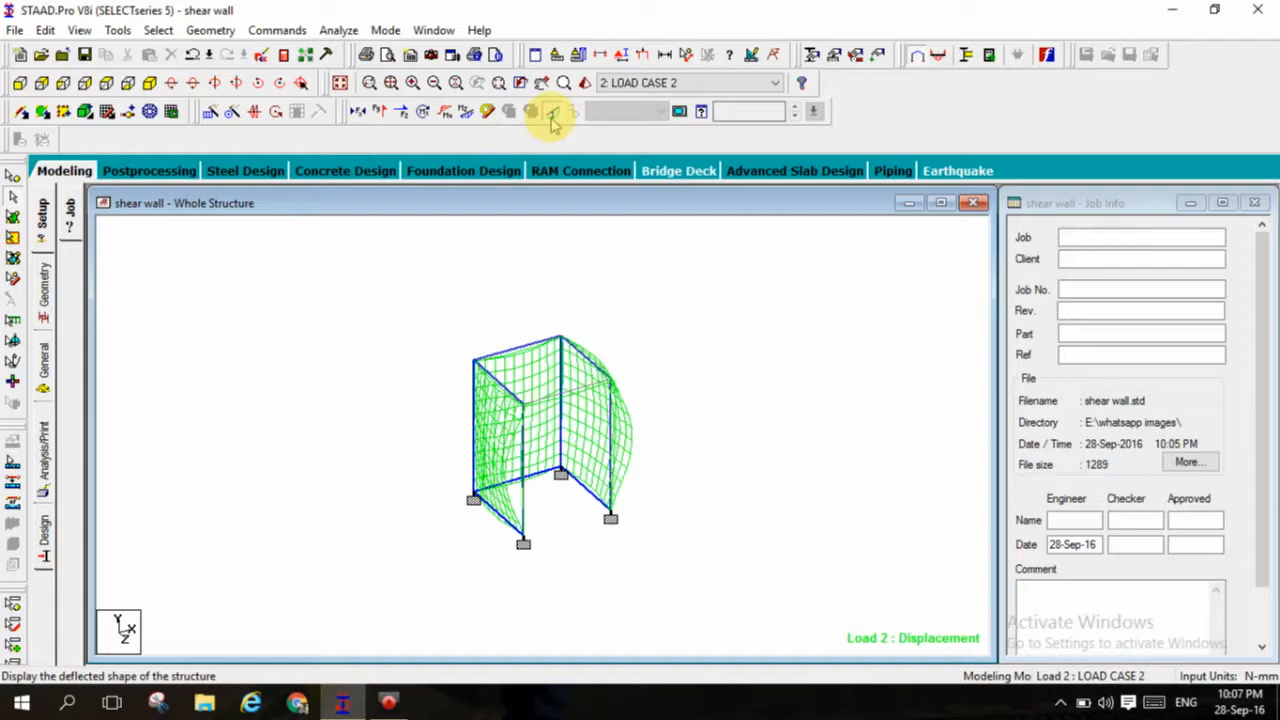 STAAD.Pro V8i (SELECTseries 5) - shear wall
File Edit View Tools Select Geometry Commands Analyze Mode Window Help
2: LOAD CASE 2
Modeling Postprocessing Steel Design Concrete Design Foundation Design RAM Connection Bridge Deck Advanced Slab Design Piping Earthquake
Setup
Geometry
General
Analysis/Print
Design
Job
shear wall - Whole Structure
Y
X
Z
Load 2 : Displacement
shear wall - Job Info
Job
Client
Job No.
Rev.
Part
Ref
File
Filename : shear wall.std
Directory : E:\whatsapp images\
Date / Time : 28-Sep-2016 10:05 PM
File size : 1289 More...
Engineer Checker Approved
Name
Date 28-Sep-16
Comment
Activate Windows
Go to Settings to activate Windows.
Display the deflected shape of the structure
Modeling Mo Load 2 : LOAD CASE 2 Input Units: N-mm
ENG
10:07 PM
28-Sep-16